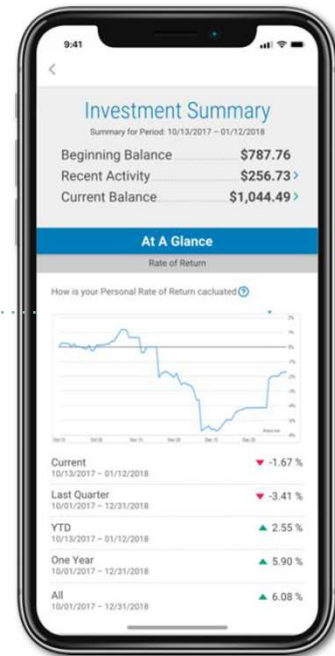 9:41
Investment Summary
Summary for Period: 10/13/2017 – 01/12/2018
Beginning Balance $787.76
Recent Activity $256.73 >
Current Balance $1,044.49 >
At A Glance
Rate of Return
How is your Personal Rate of Return cacluated ?
Current ▼ -1.67 %
10/13/2017 – 01/12/2018
Last Quarter ▼ -3.41 %
10/01/2017 – 12/31/2018
YTD ▲ 2.55 %
10/13/2017 – 01/12/2018
One Year ▲ 5.90 %
10/01/2017 – 12/31/2018
All ▲ 6.08 %
10/01/2017 – 12/31/2018